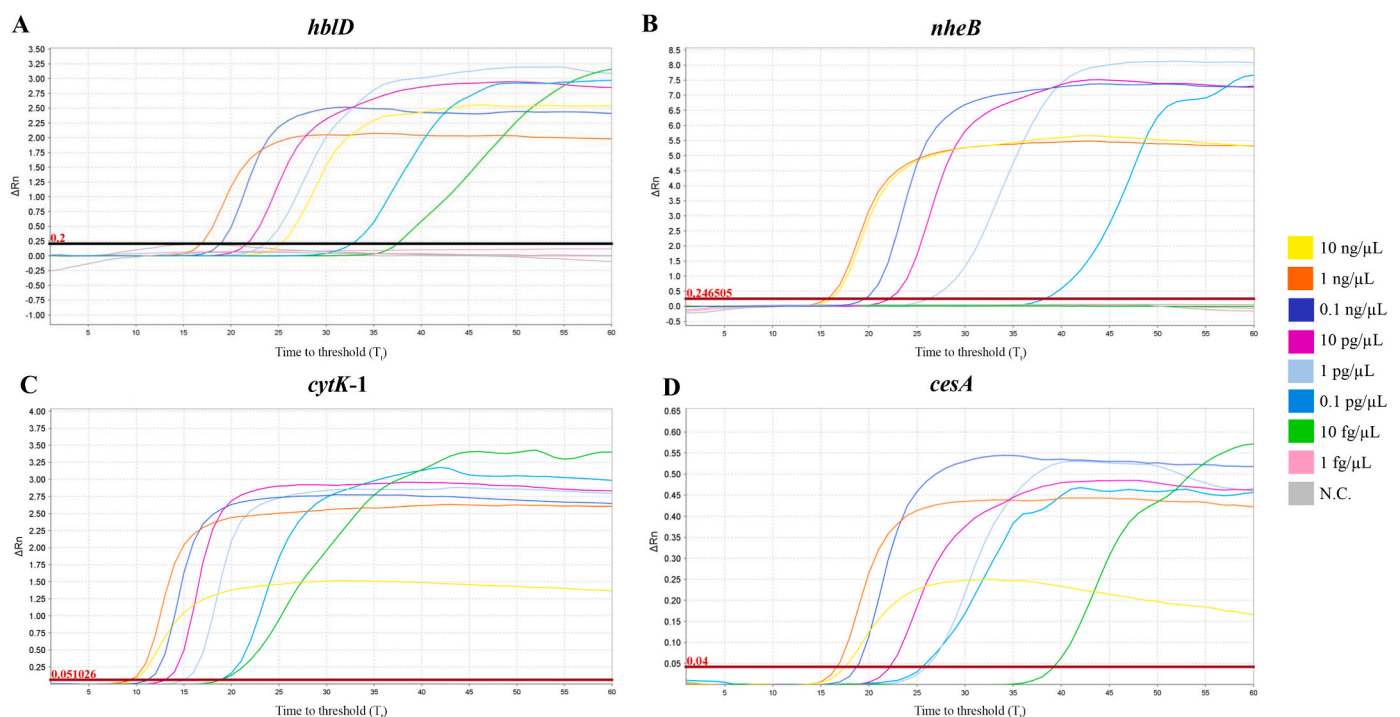 A
hblD
3.50
3.25
3.00
2.75
2.50
2.25
2.00
1.75
1.50
1.25
1.00
0.75
0.50
0.25
0.00
-0.25
-0.50
-0.75
-1.00
ΔRn
0.2
5 10 15 20 25 30 35 40 45 50 55 60
Time to threshold (Tt)
B
nheB
8.5
8.0
7.5
7.0
6.5
6.0
5.5
5.0
4.5
4.0
3.5
3.0
2.5
2.0
1.5
1.0
0.5
0.0
-0.5
ΔRn
0.246505
5 10 15 20 25 30 35 40 45 50 55 60
Time to threshold (Tt)
C
cytK-1
4.00
3.75
3.50
3.25
3.00
2.75
2.50
2.25
2.00
1.75
1.50
1.25
1.00
0.75
0.50
0.25
ΔRn
0.051026
5 10 15 20 25 30 35 40 45 50 55 60
Time to threshold (Tt)
D
cesA
0.65
0.60
0.55
0.50
0.45
0.40
0.35
0.30
0.25
0.20
0.15
0.10
0.05
ΔRn
0.04
5 10 15 20 25 30 35 40 45 50 55 60
Time to threshold (Tt)
10 ng/µL
1 ng/µL
0.1 ng/µL
10 pg/µL
1 pg/µL
0.1 pg/µL
10 fg/µL
1 fg/µL
N.C.